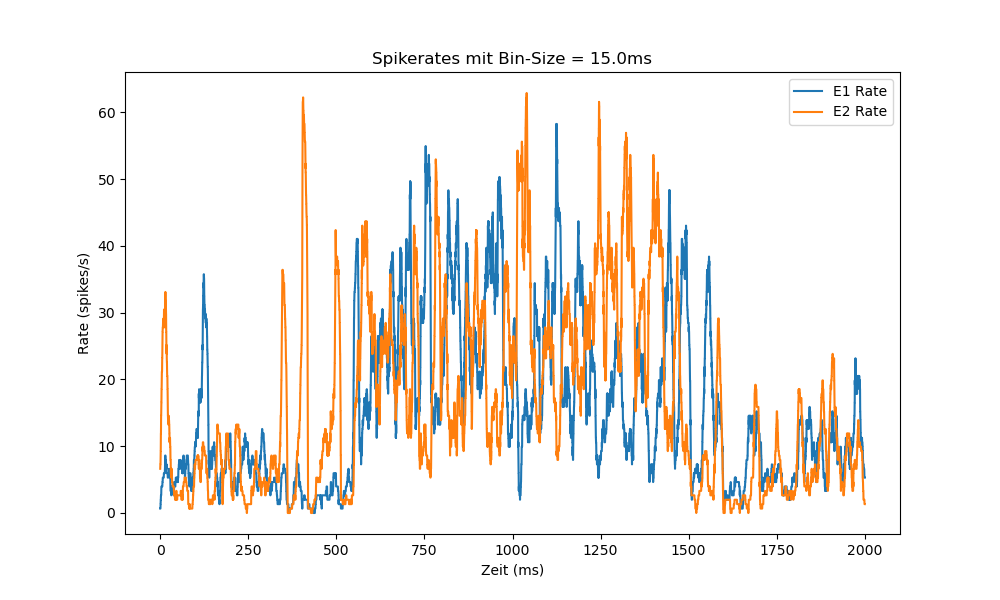 Spikerates mit Bin-Size = 15.0ms
E1 Rate
E2 Rate
60
50
40
30
20
10
0
Rate (spikes/s)
0 250 500 750 1000 1250 1500 1750 2000
Zeit (ms)